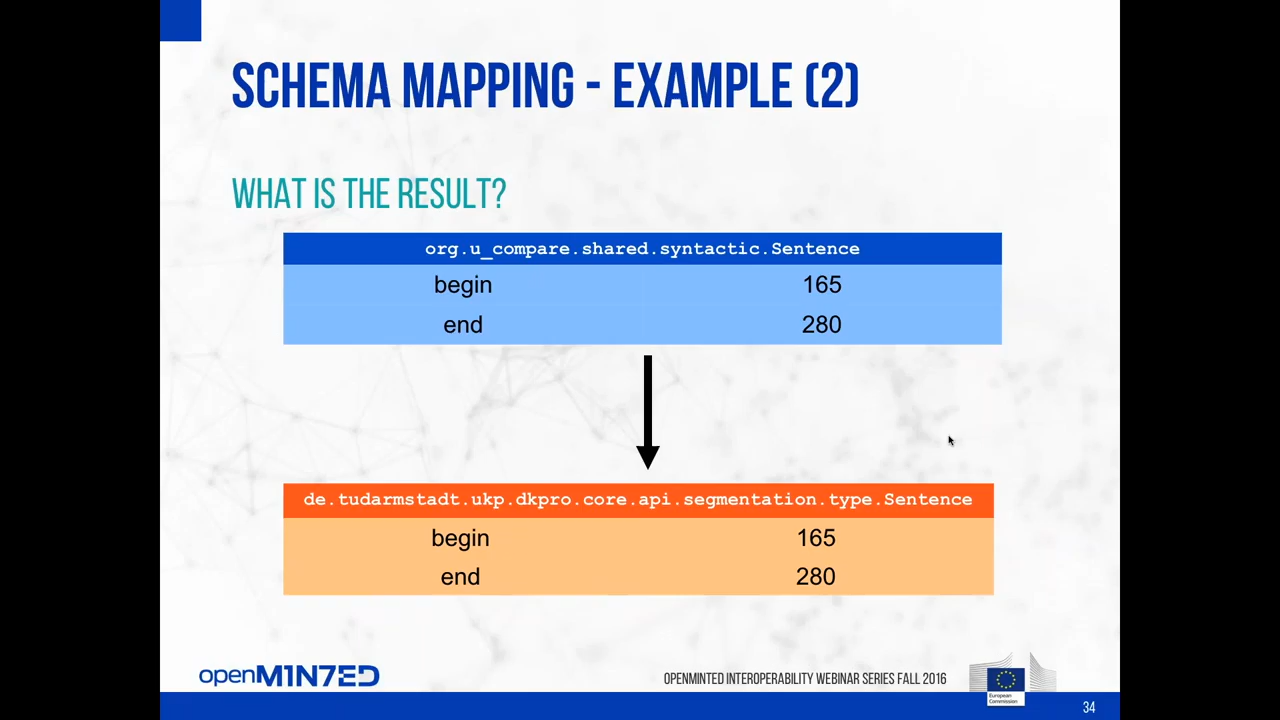 SCHEMA MAPPING - EXAMPLE (2)
WHAT IS THE RESULT?
org.u_compare.shared.syntactic.Sentence
begin 165
end 280
de.tudarmstadt.ukp.dkpro.core.api.segmentation.type.Sentence
begin 165
end 280
openM1N7ED
OPENMINTED INTEROPERABILITY WEBINAR SERIES FALL 2016
European
Commission
34